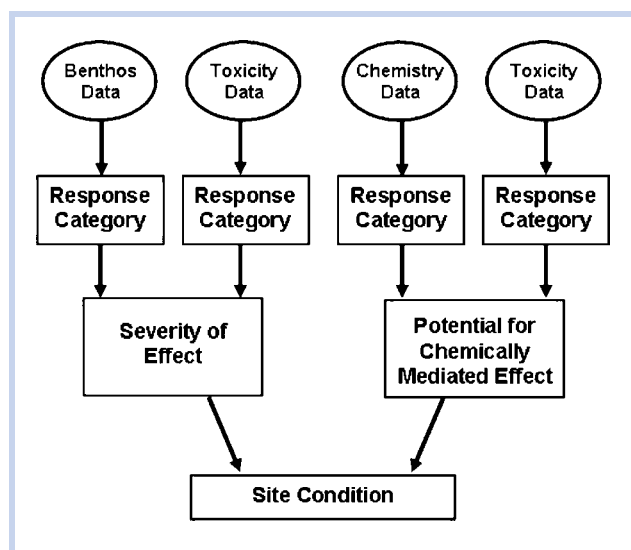 Benthos
Data
Toxicity
Data
Chemistry
Data
Toxicity
Data
Response
Category
Response
Category
Response
Category
Response
Category
Severity of
Effect
Potential for
Chemically
Mediated Effect
Site Condition